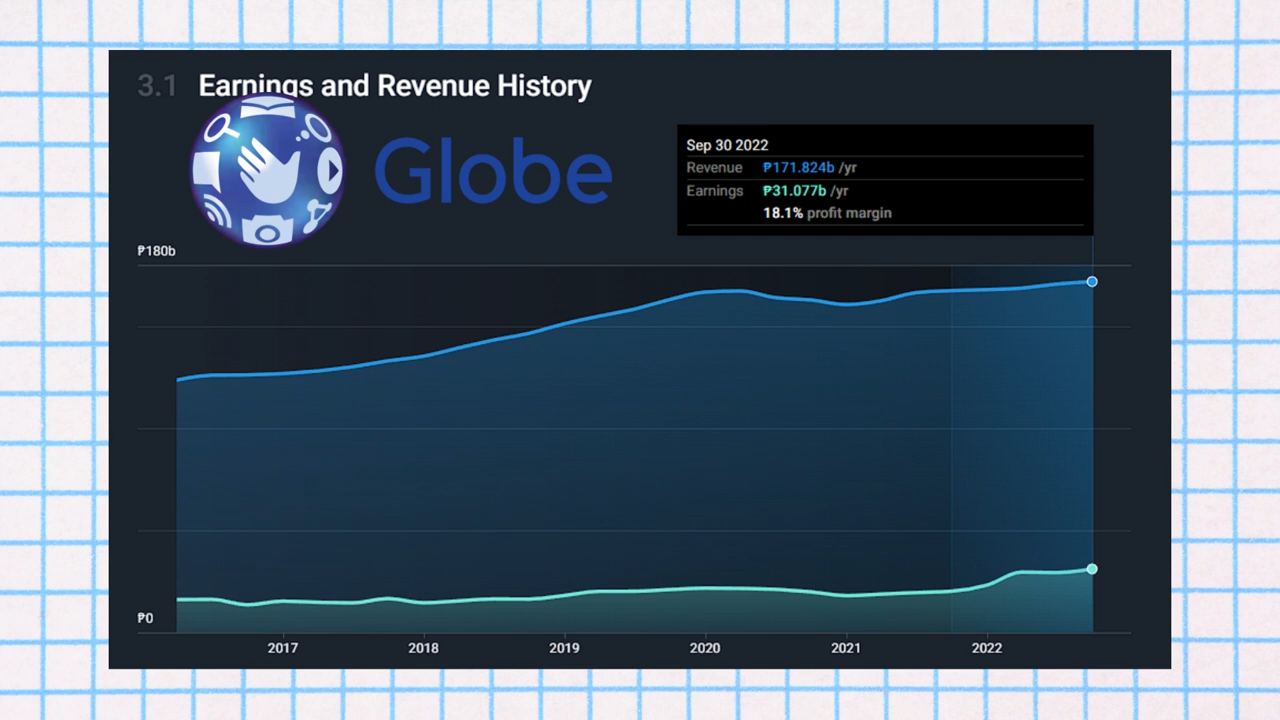 3.1 Earnings and Revenue History
Globe
Sep 30 2022
Revenue ₱171.824b /yr
Earnings ₱31.077b /yr
18.1% profit margin
₱180b
₱0
2017 2018 2019 2020 2021 2022